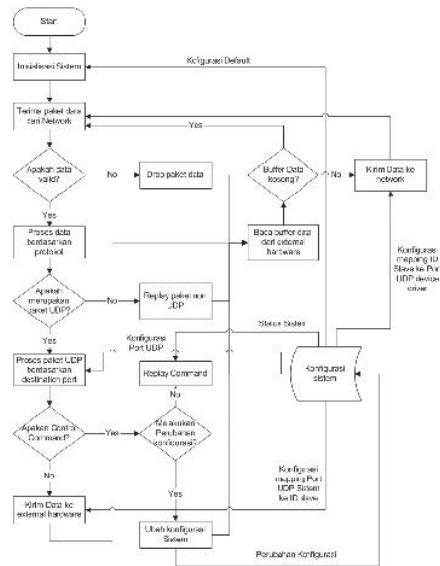 Start
Inisialisasi Sistem
Kofigurasi Default
Terima paket data
dari Network
Yes
Apakah data
valid?
No
Drop paket data
Buffer Data
kosong?
No
Kirim Data ke
network
Yes
Proses data
berdasarkan
protokol
Baca buffer data
dari external
hardware
Konfigurasi
mapping ID
Slave ke Port
UDP device
driver
Apakah
merupakan
paket UDP?
No
Replay paket non
UDP
Yes
Konfigurasi
Port UDP
Status Sistem
Proses paket UDP
berdasarkan
destination port
Replay Command
Konfigurasi
sistem
No
Apakah Control
Command?
Yes
Melakukan
Perubahan
konfigurasi?
No
Yes
Konfigurasi
mapping Port
UDP Sistem
ke ID slave
Kirim Data ke
external hardware
Ubah konfigurasi
Sistem
Perubahan Konfigurasi